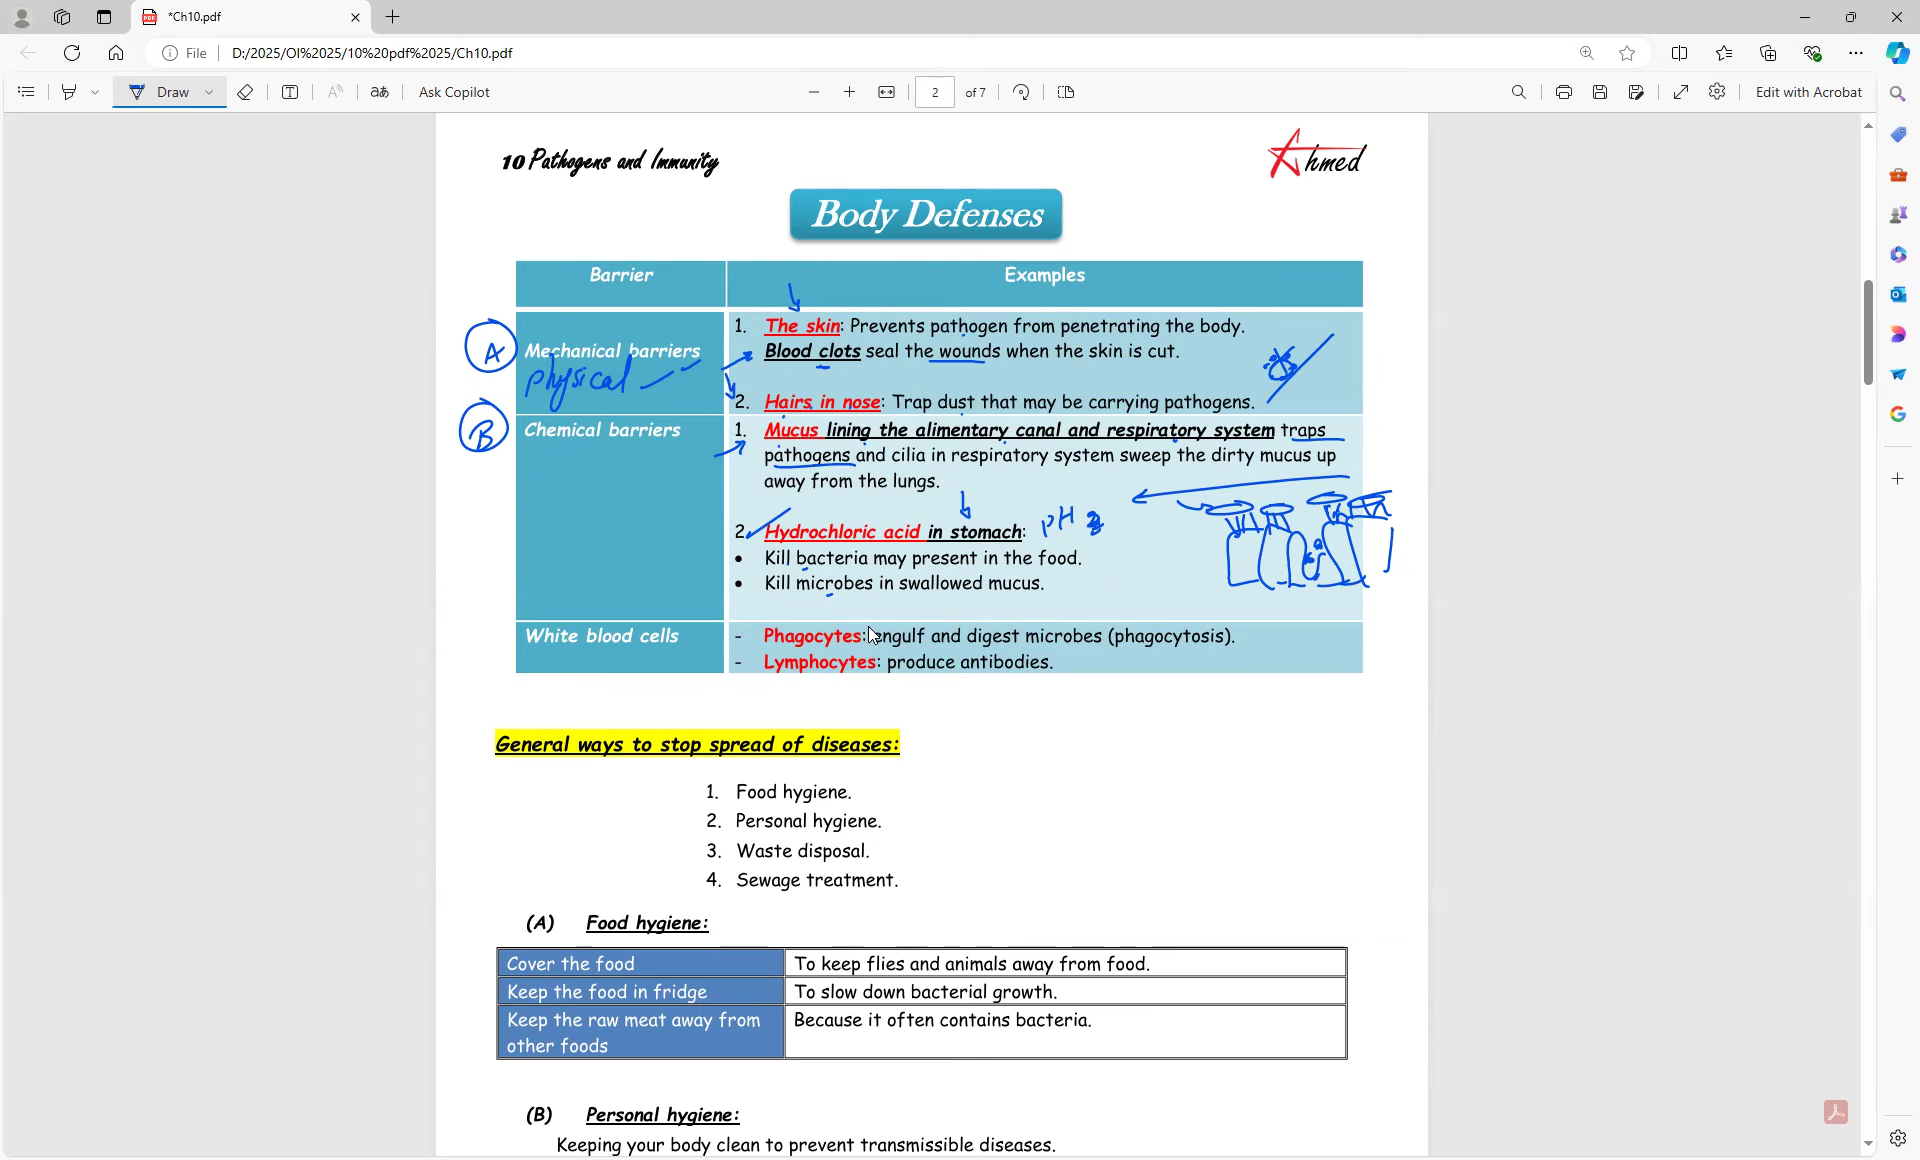 *Ch10.pdf
File
D:/2025/Ol%2025/10%20pdf%2025/Ch10.pdf
Draw
Ask Copilot
2
of 7
Edit with Acrobat
10 Pathogens and Immunity
Ahmed
Body Defenses
Barrier
Examples
A
Mechanical barriers
physical
1. The skin: Prevents pathogen from penetrating the body.
Blood clots seal the wounds when the skin is cut.
2. Hairs in nose: Trap dust that may be carrying pathogens.
B
Chemical barriers
1. Mucus lining the alimentary canal and respiratory system traps
pathogens and cilia in respiratory system sweep the dirty mucus up
away from the lungs.
2. Hydrochloric acid in stomach: pH
• Kill bacteria may present in the food.
• Kill microbes in swallowed mucus.
White blood cells
- Phagocytes: engulf and digest microbes (phagocytosis).
- Lymphocytes: produce antibodies.
General ways to stop spread of diseases:
1. Food hygiene.
2. Personal hygiene.
3. Waste disposal.
4. Sewage treatment.
(A) Food hygiene:
Cover the food
To keep flies and animals away from food.
Keep the food in fridge
To slow down bacterial growth.
Keep the raw meat away from
other foods
Because it often contains bacteria.
(B) Personal hygiene:
Keeping your body clean to prevent transmissible diseases.